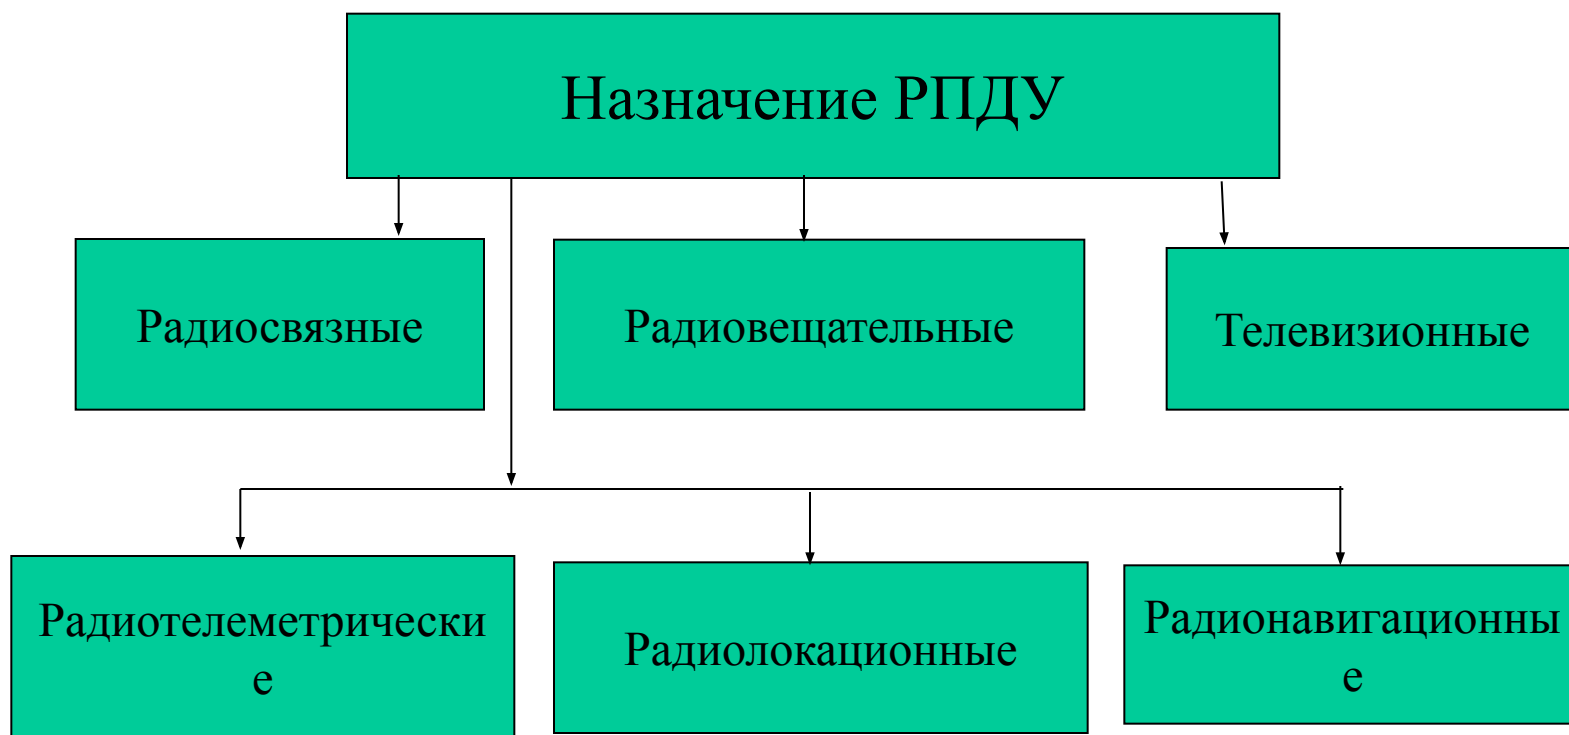 Назначение РПДУ
Радиосвязные
Радиовещательные
Телевизионные
Радиотелеметрически
е
Радиолокационные
Радионавигационны
е